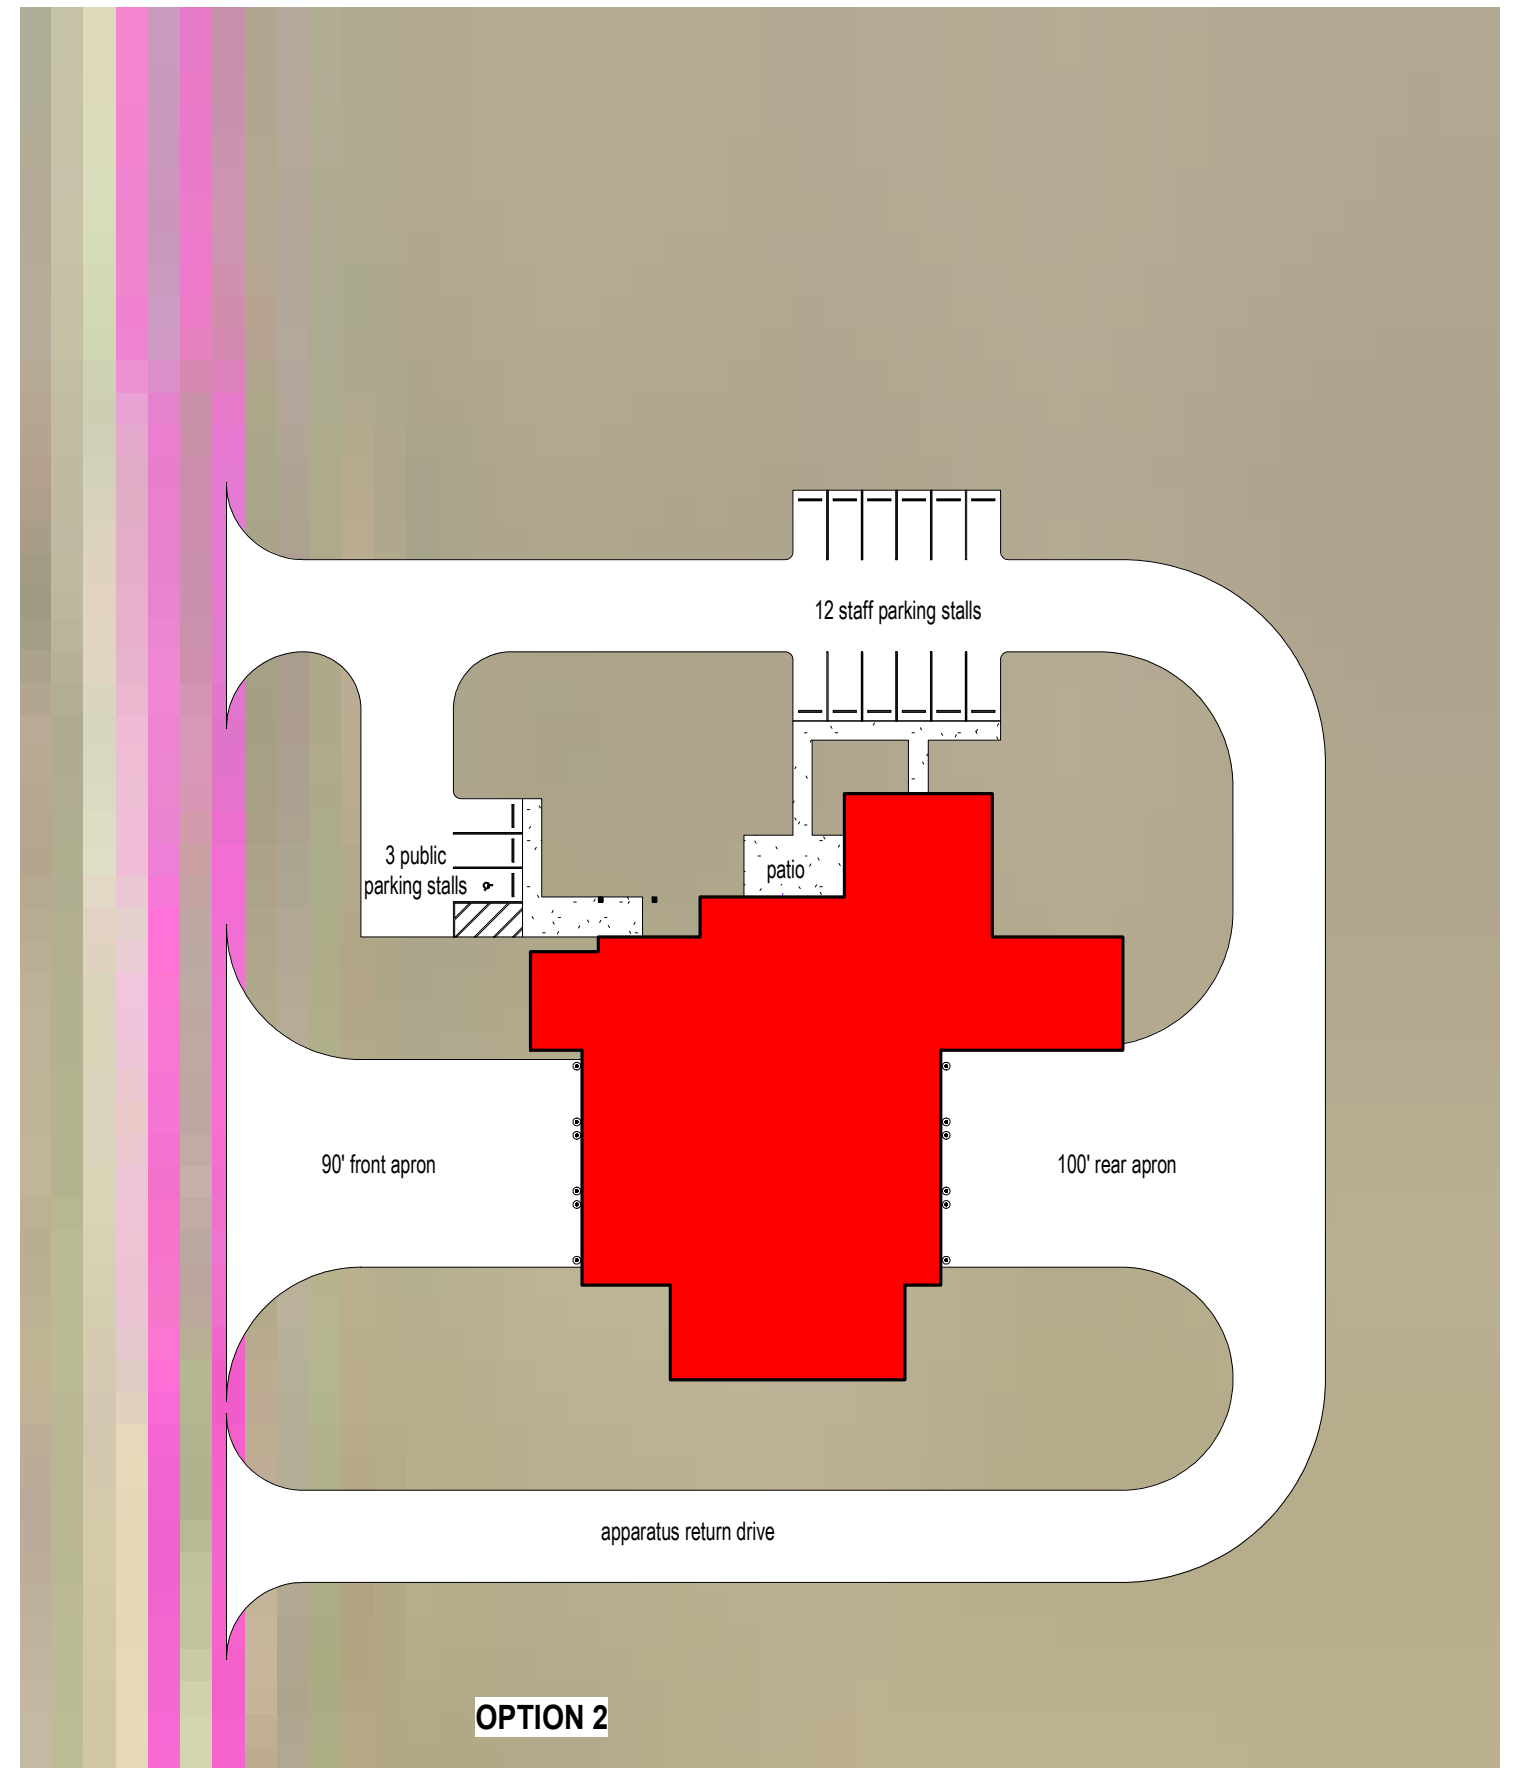 12 staff parking stalls
3 public
parking stalls
patio
90' front apron
100' rear apron
apparatus return drive
OPTION 2